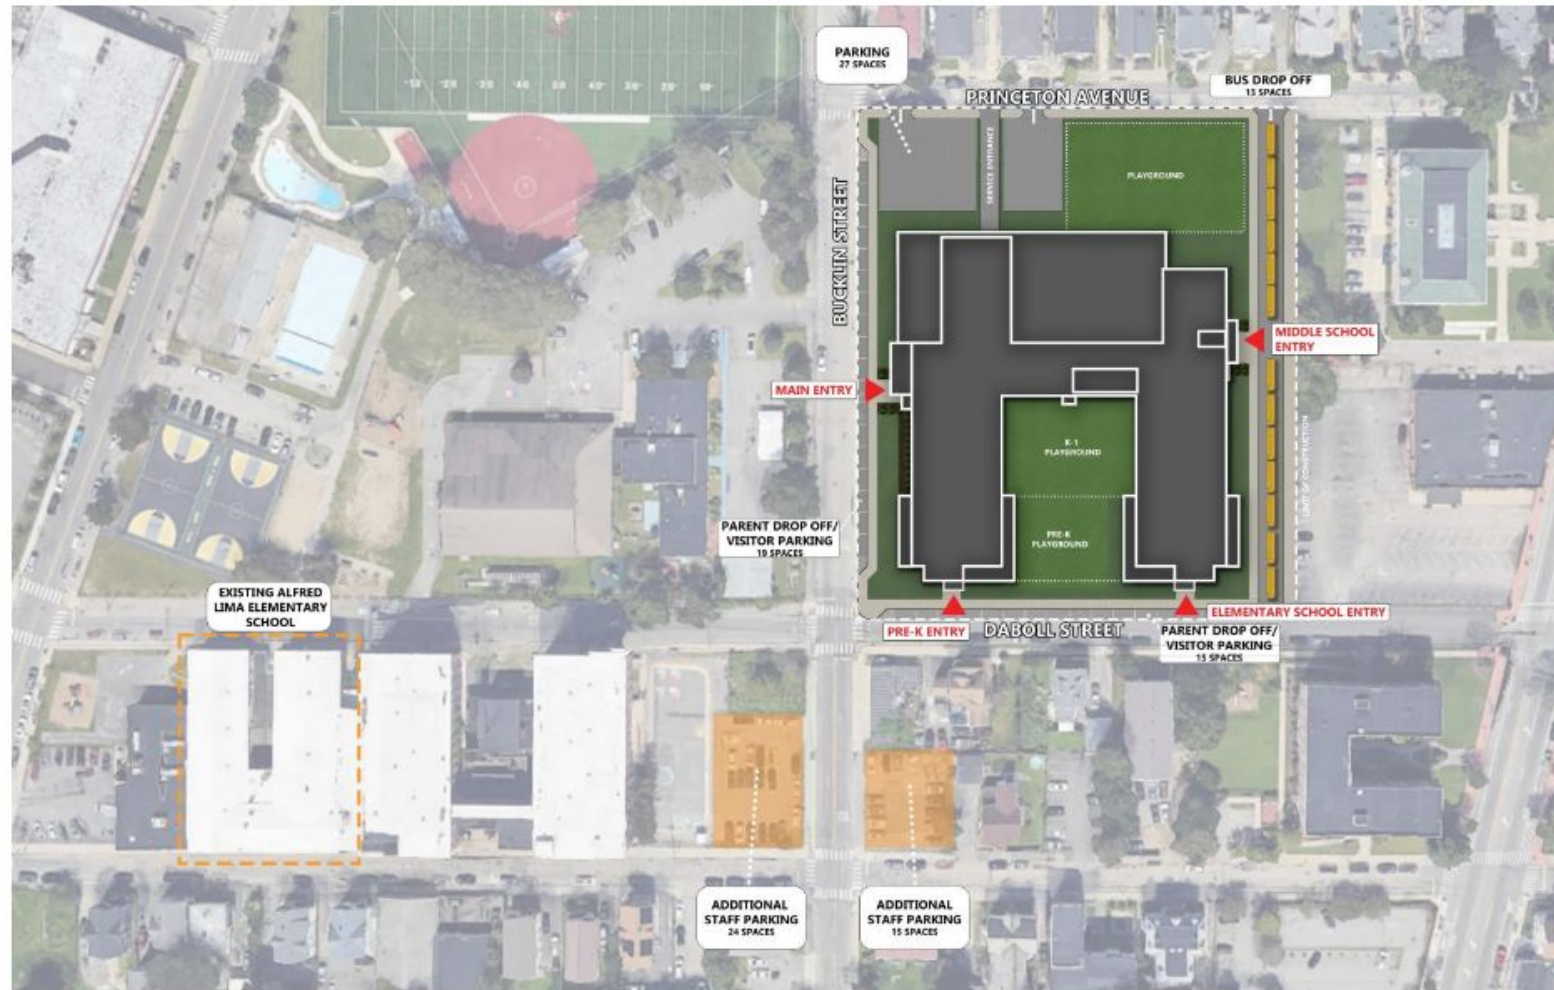 PARKING
27 SPACES
BUS DROP OFF
13 SPACES
PRINCETON AVENUE
SERVICE ENTRANCE
PLAYGROUND
BUCKLIN STREET
MIDDLE SCHOOL
ENTRY
MAIN ENTRY
K-1
PLAYGROUND
LIMIT OF CONSTRUCTION
PARENT DROP OFF/
VISITOR PARKING
19 SPACES
PRE-K
PLAYGROUND
EXISTING ALFRED
LIMA ELEMENTARY
SCHOOL
PRE-K ENTRY
DABOLL STREET
ELEMENTARY SCHOOL ENTRY
PARENT DROP OFF/
VISITOR PARKING
15 SPACES
ADDITIONAL
STAFF PARKING
24 SPACES
ADDITIONAL
STAFF PARKING
15 SPACES